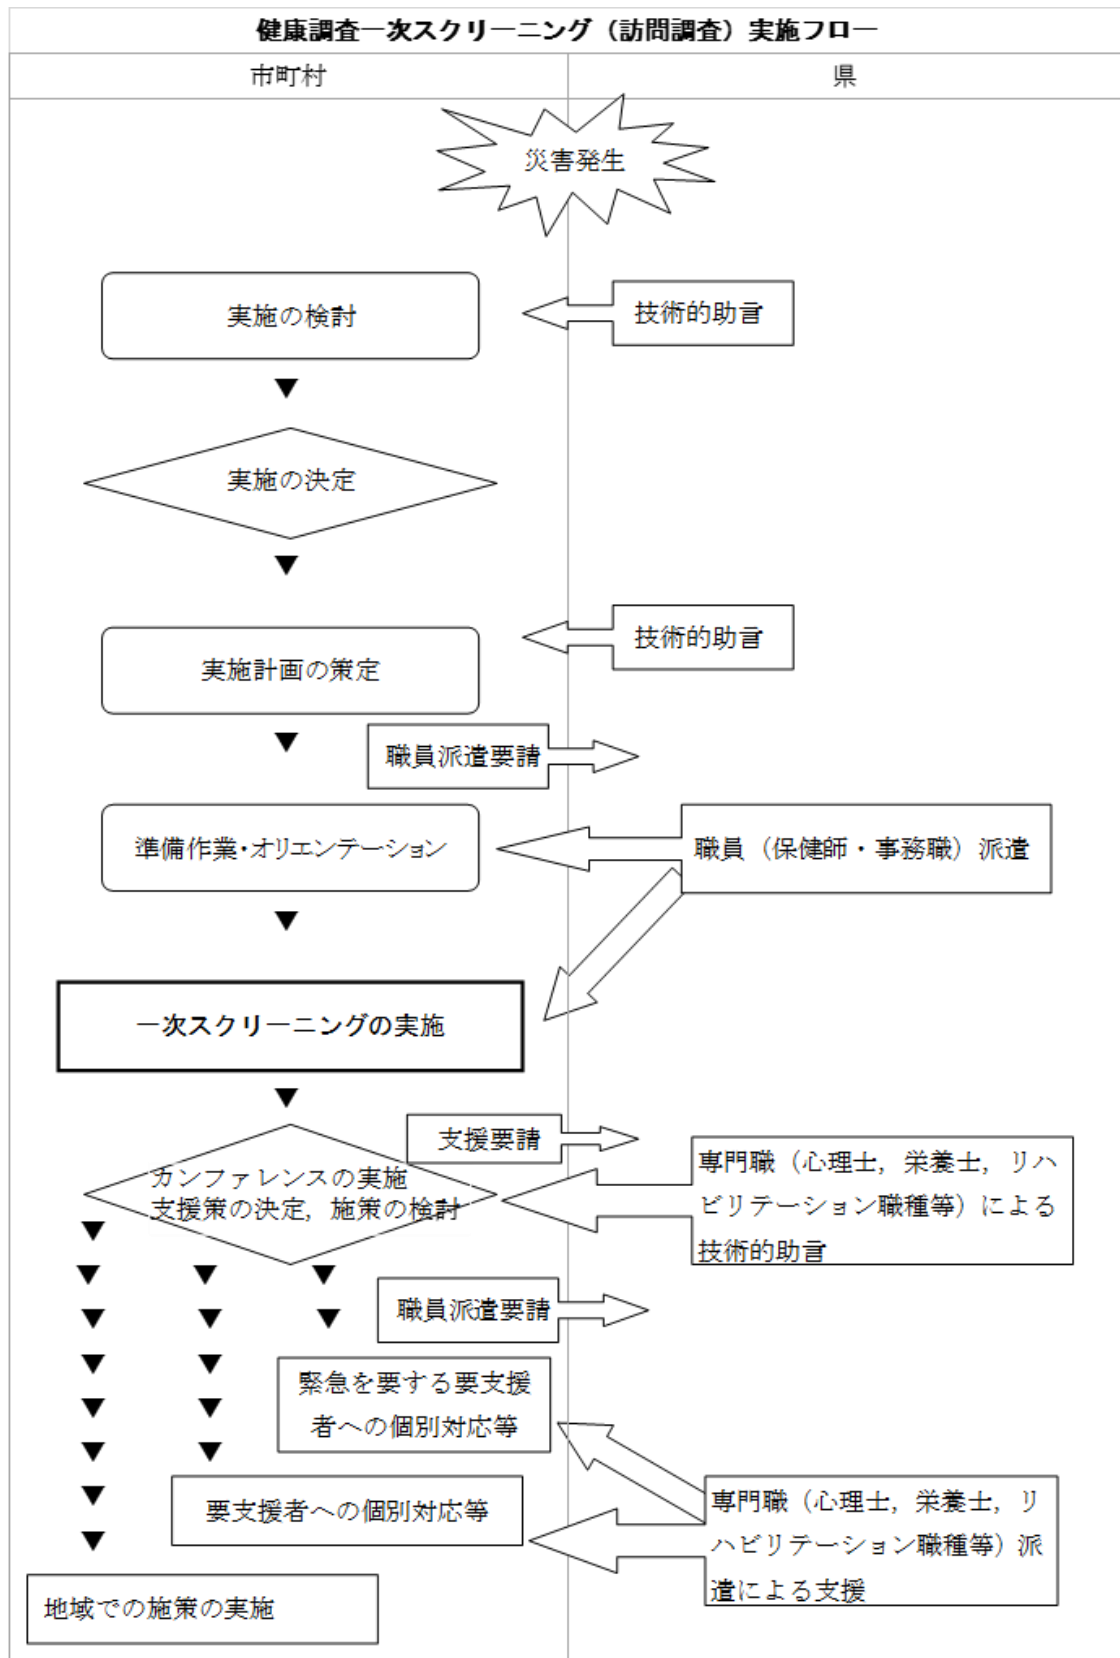 健康調査一次スクリーニング（訪問調査）実施フロー
市町村
県
災害発生
実施の検討
技術的助言
実施の決定
技術的助言
実施計画の策定
職員派遣要請
準備作業・オリエンテーション
職員（保健師・事務職）派遣
一次スクリーニングの実施
支援要請
カンファレンスの実施
支援策の決定，施策の検討
専門職（心理士，栄養士，リハ
ビリテーション職種等）による
技術的助言
職員派遣要請
緊急を要する要支援
者への個別対応等
要支援者への個別対応等
専門職（心理士，栄養士，リ
ハビリテーション職種等）派
遣による支援
地域での施策の実施